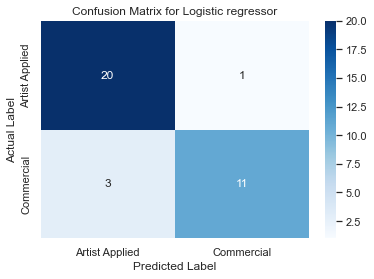 Confusion Matrix for Logistic regressor
Actual Label
Artist Applied
Commercial
20
1
3
11
Artist Applied
Commercial
Predicted Label
20.0
17.5
15.0
12.5
10.0
7.5
5.0
2.5